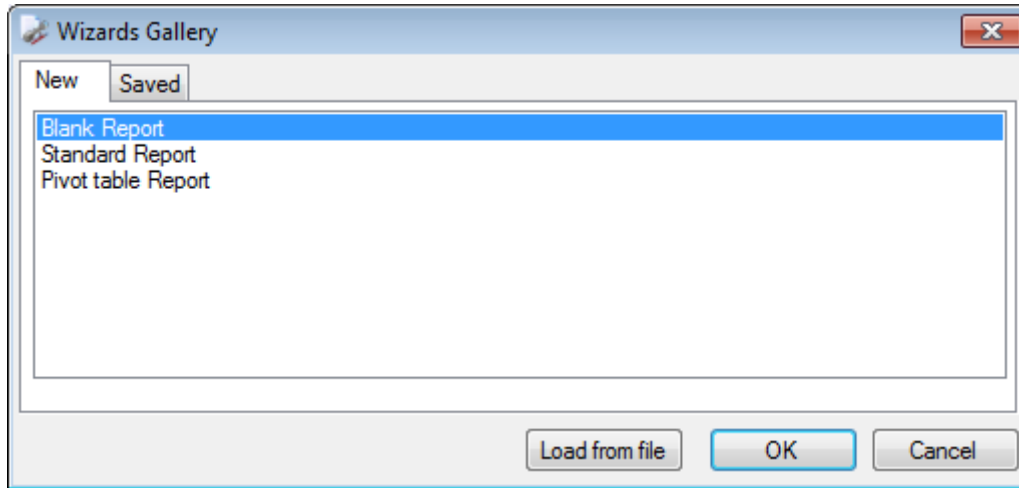 Wizards Gallery
New
Saved
Blank Report
Standard Report
Pivot table Report
Load from file
OK
Cancel